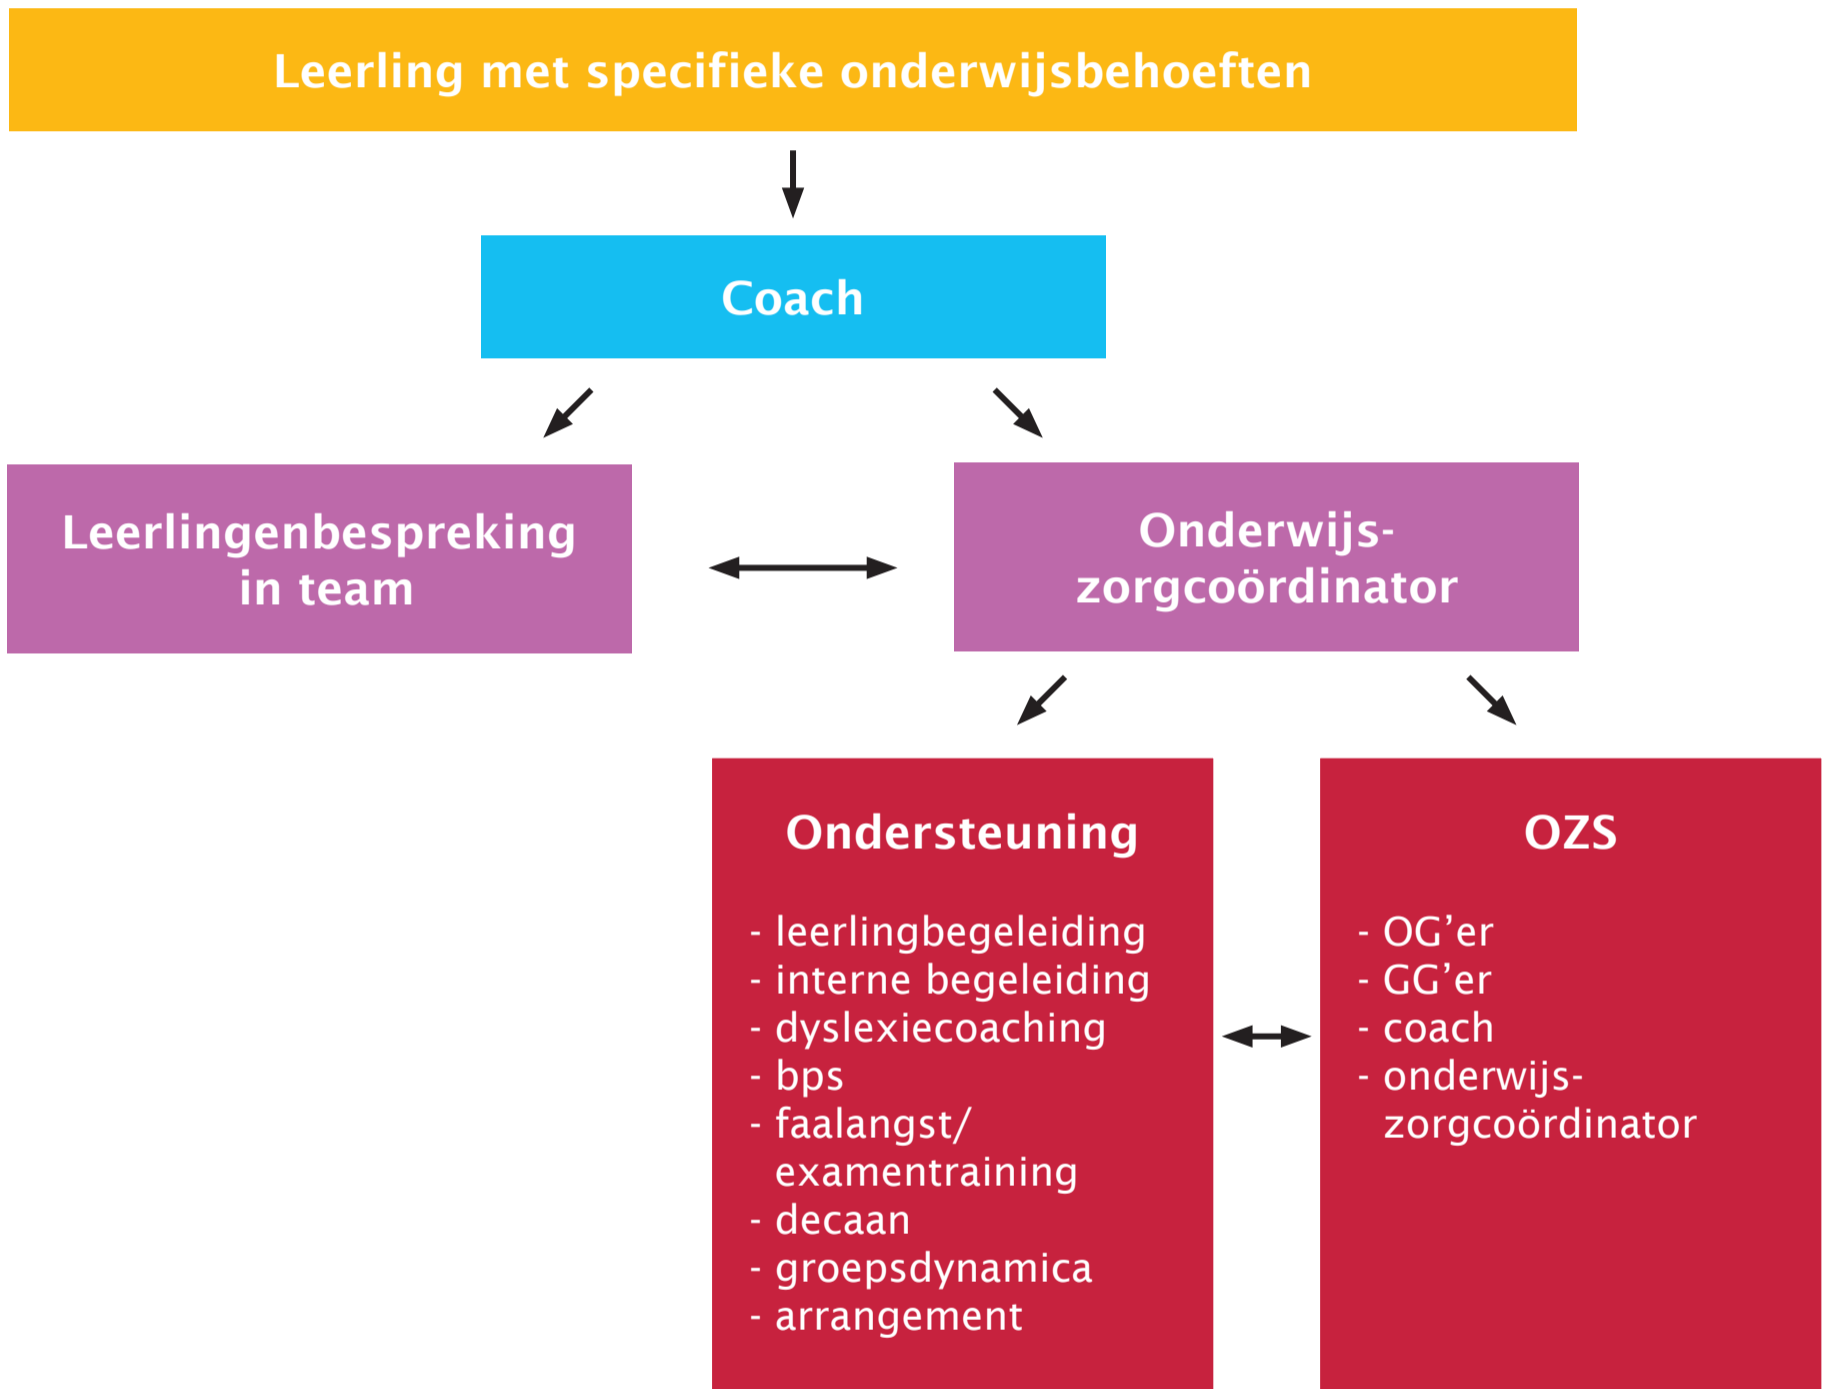 Leerling met specifieke onderwijsbehoeften
Coach
Leerlingenbespreking
in team
Onderwijs-
zorgcoördinator
Ondersteuning
- leerlingbegeleiding
- interne begeleiding
- dyslexiecoaching
- bps
- faalangst/
examentraining
- decaan
- groepsdynamica
- arrangement
OZS
- OG’er
- GG’er
- coach
- onderwijs-
zorgcoördinator